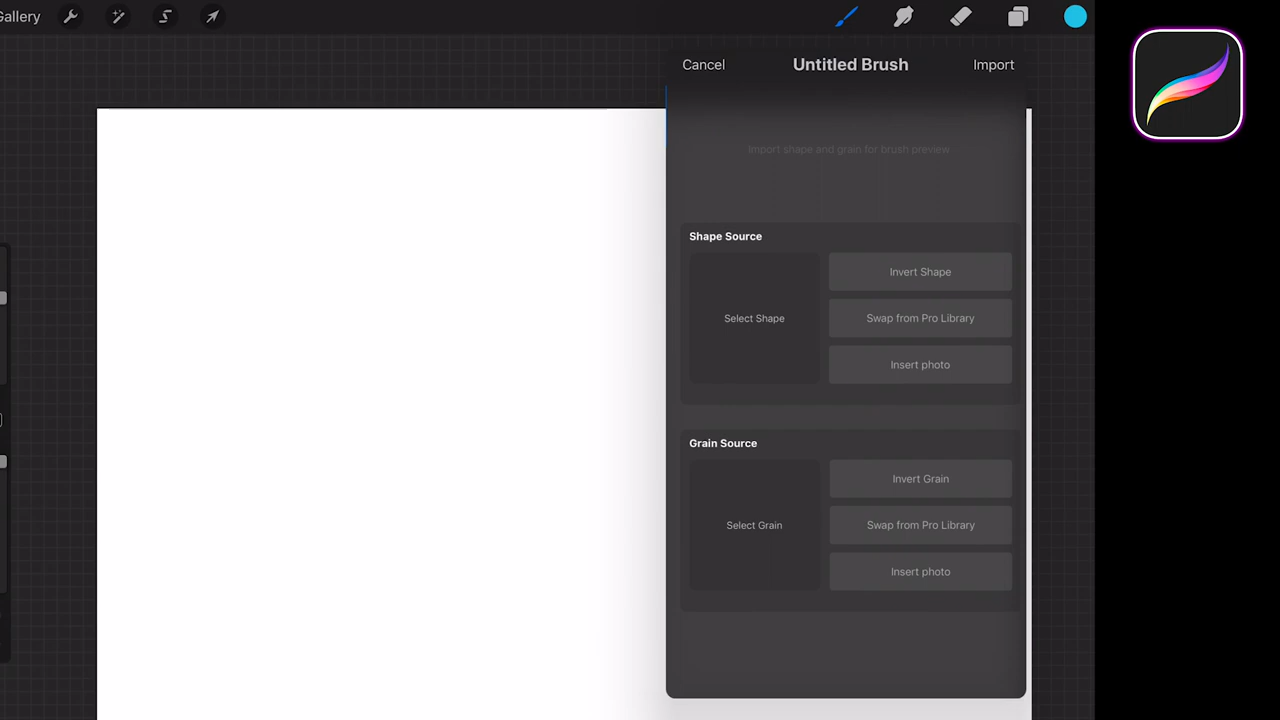 Gallery
Cancel
Untitled Brush
Import
Import shape and grain for brush preview
Shape Source
Select Shape
Invert Shape
Swap from Pro Library
Insert photo
Grain Source
Select Grain
Invert Grain
Swap from Pro Library
Insert photo